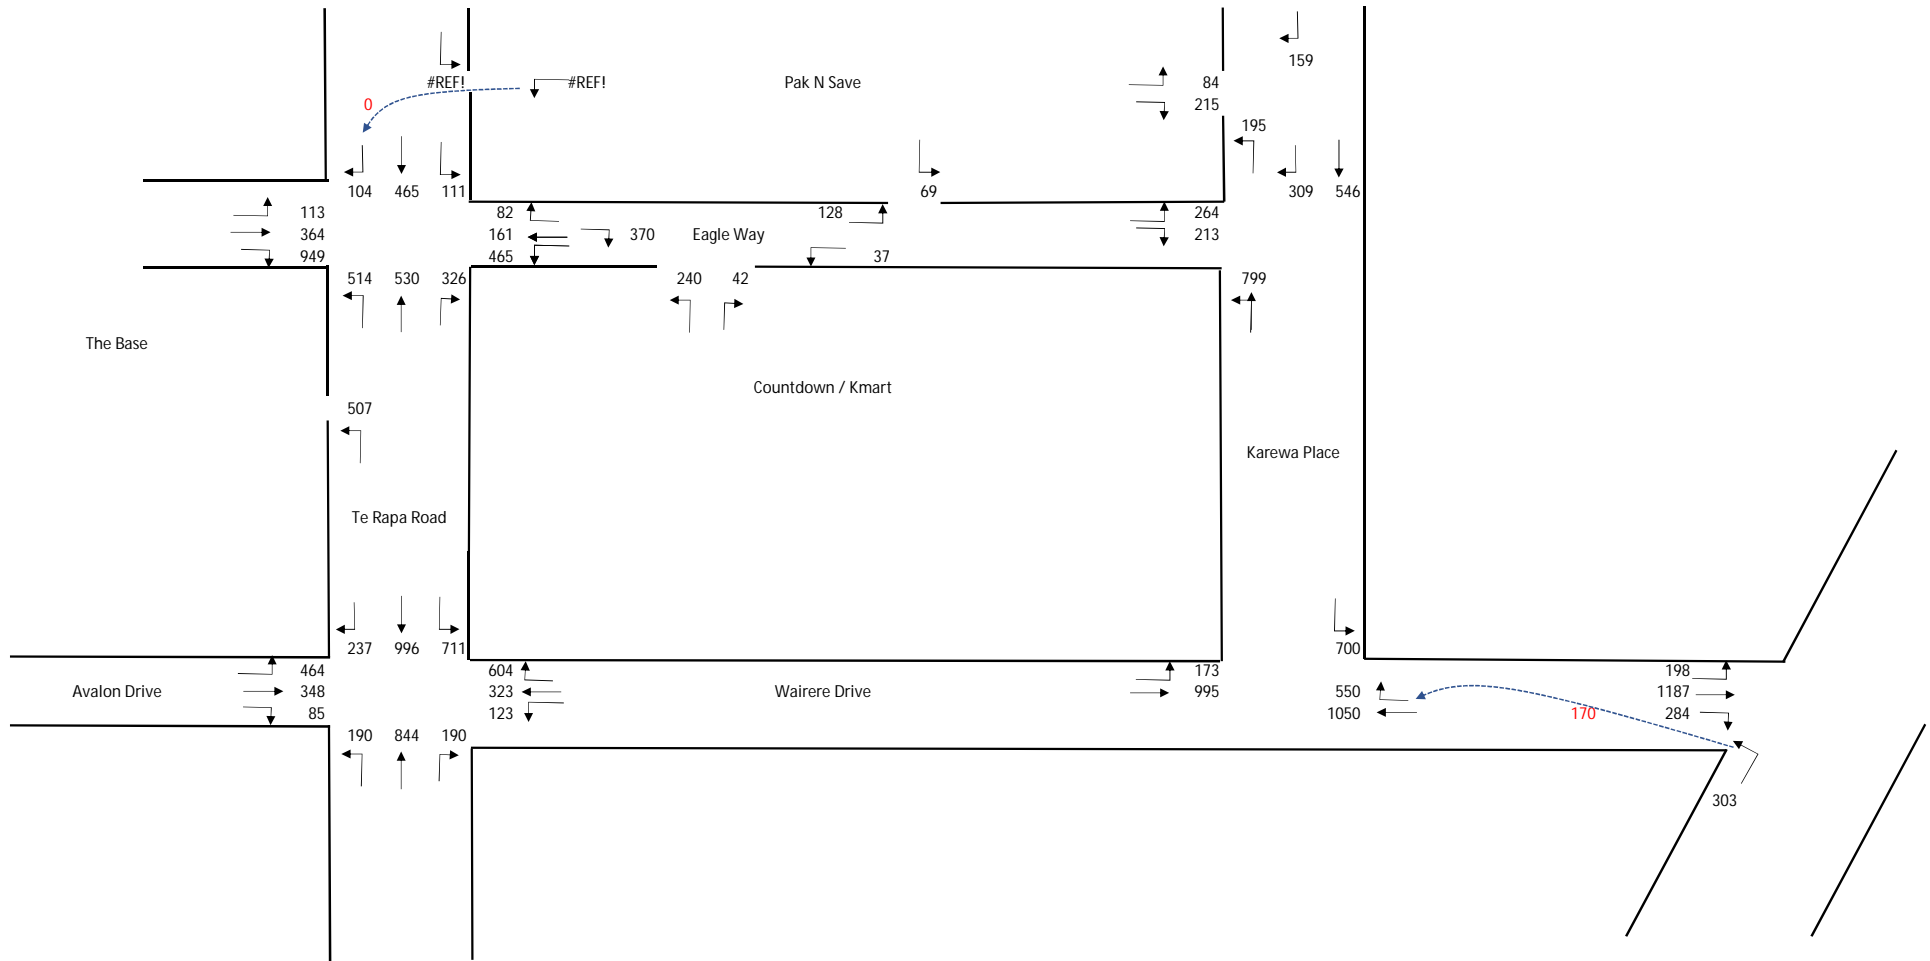 159
#REF! #REF! Pak N Save 84
0 215
195
104 465 111 69 309 546
113 82 128 264
364 161 370 Eagle Way 213
949 465 37
514 530 326 240 42 799
The Base
Countdown / Kmart
507
Karewa Place
Te Rapa Road
237 996 711 700
464 604 173 198
Avalon Drive 348 323 Wairere Drive 995 550 1187
85 123 1050 170 284
190 844 190
303